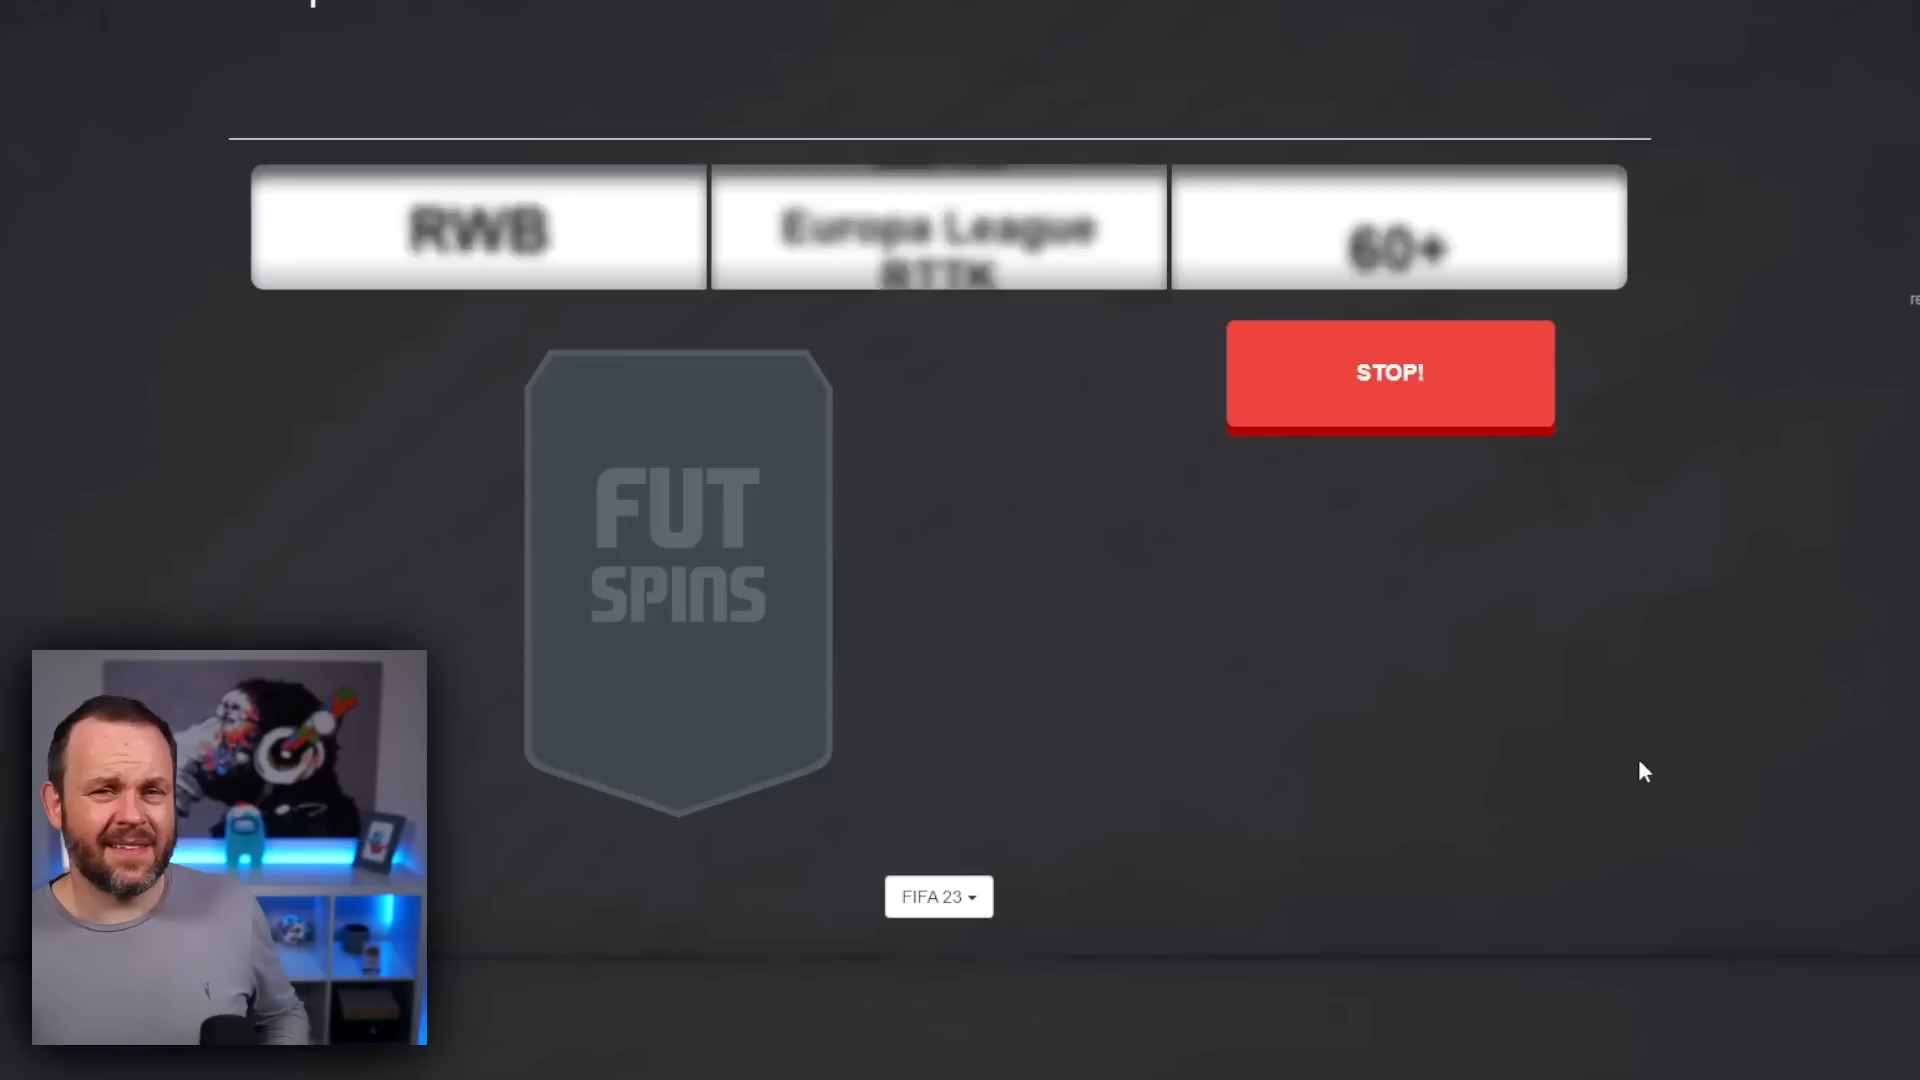 RWB
Europa League
RTTK
60+
STOP!
FUT
SPINS
FIFA 23